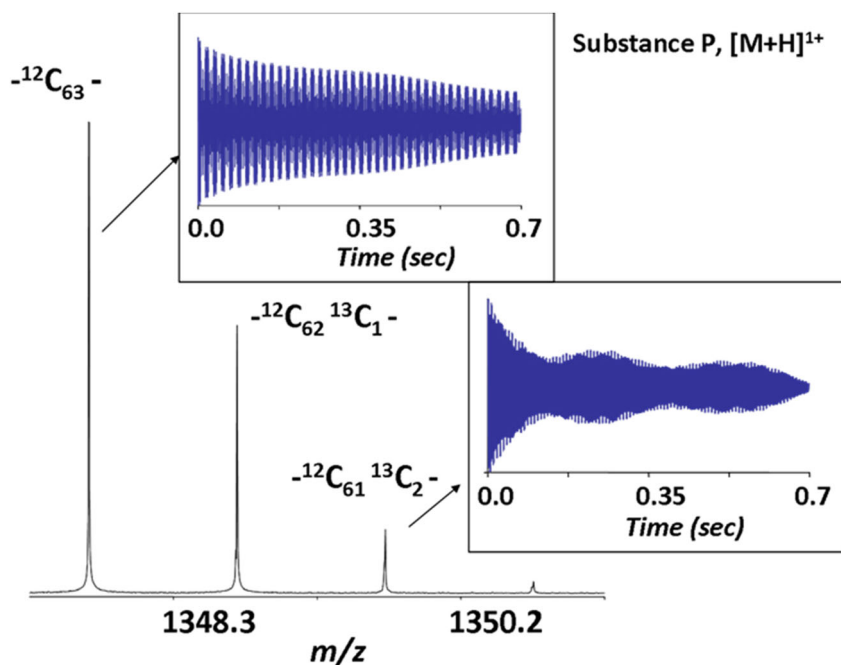 Substance P, [M+H]¹⁺
-¹²C₆₃ -
0.0 0.35 0.7
Time (sec)
-¹²C₆₂ ¹³C₁ -
-¹²C₆₁ ¹³C₂ -
0.0 0.35 0.7
Time (sec)
1348.3 1350.2
m/z